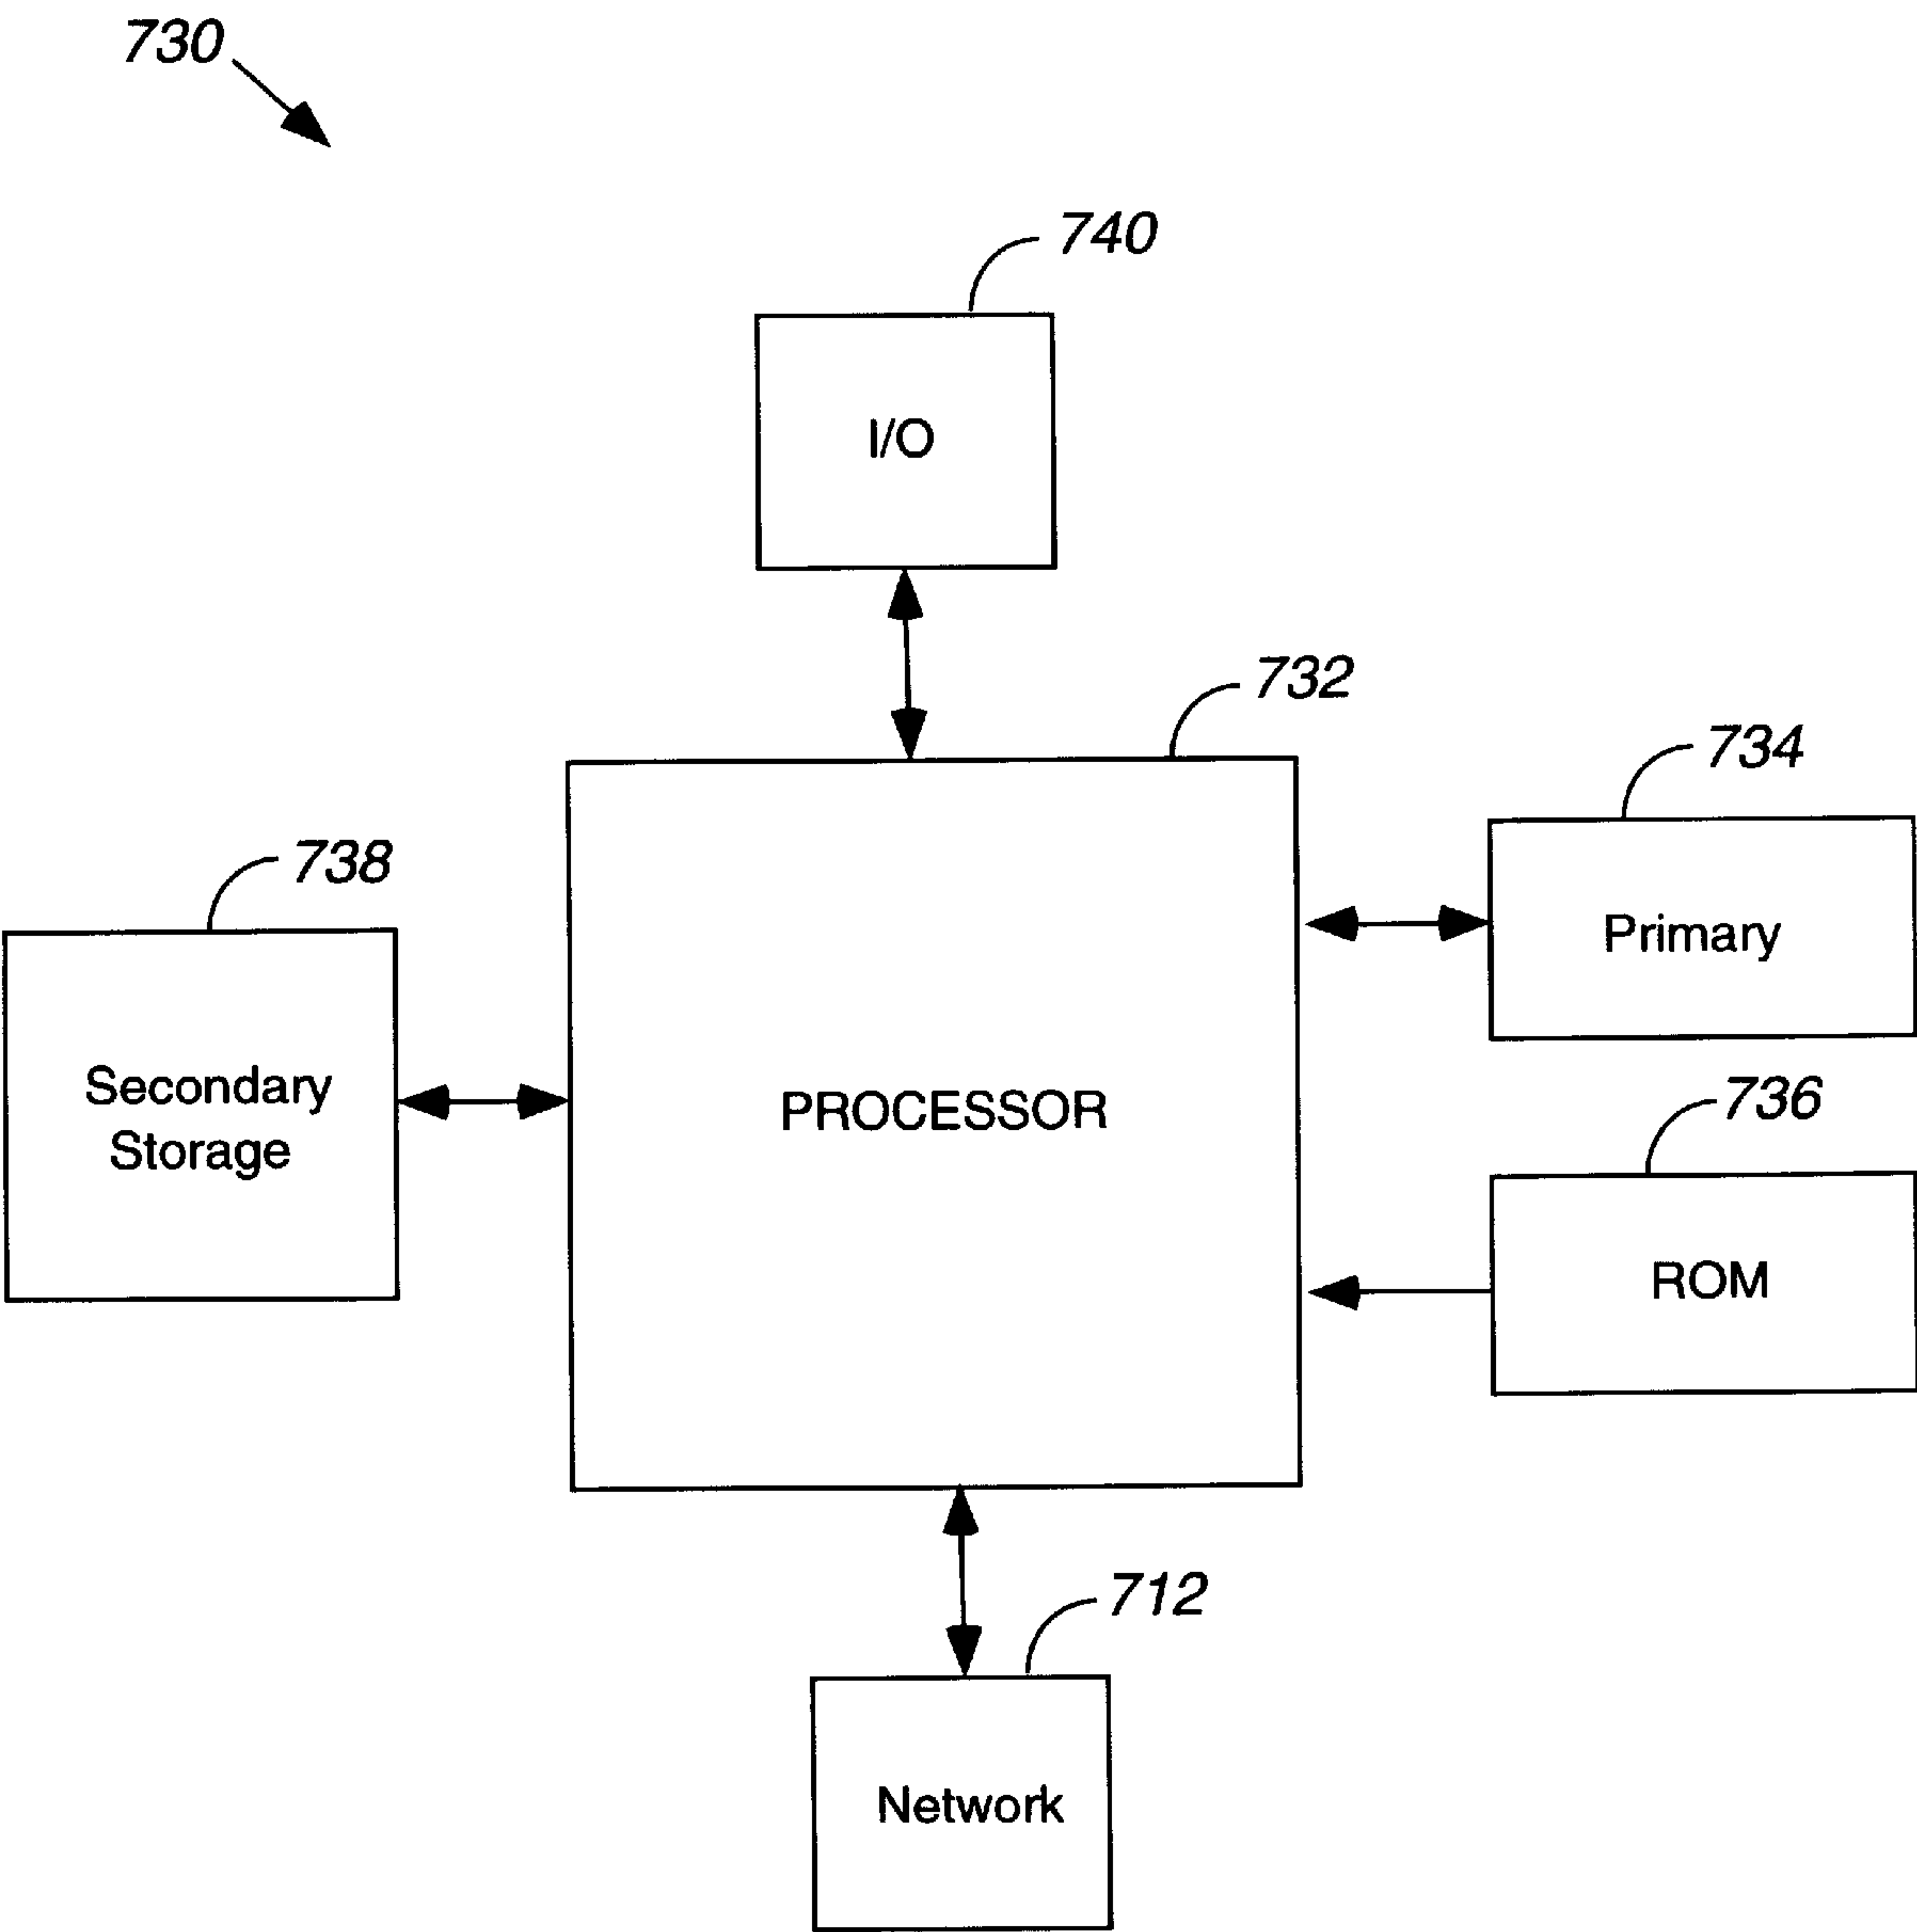 730
740
I/O
732
734
738
Primary
Secondary
Storage
PROCESSOR
736
ROM
712
Network